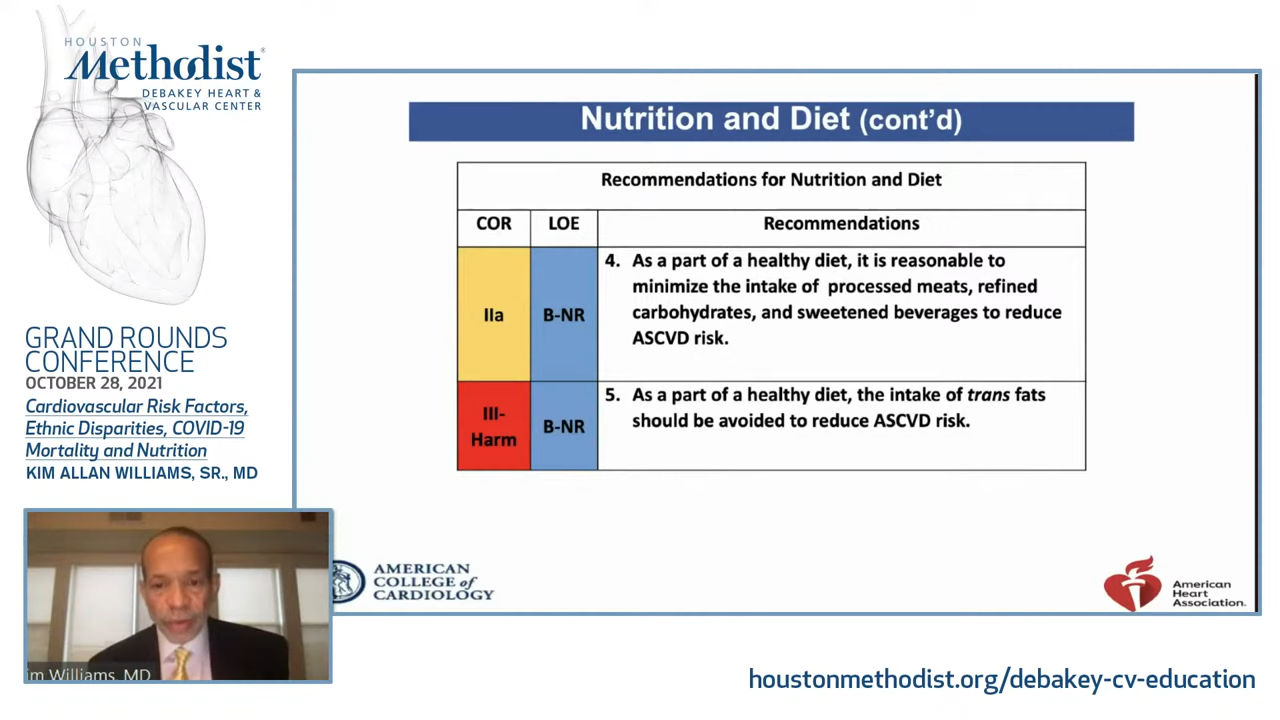 HOUSTON
Methodist®
DEBAKEY HEART &
VASCULAR CENTER
GRAND ROUNDS
CONFERENCE
OCTOBER 28, 2021
Cardiovascular Risk Factors,
Ethnic Disparities, COVID-19
Mortality and Nutrition
KIM ALLAN WILLIAMS, SR., MD
im Williams, MD
Nutrition and Diet (cont'd)
Recommendations for Nutrition and Diet
COR LOE Recommendations
IIa B-NR 4. As a part of a healthy diet, it is reasonable to
minimize the intake of processed meats, refined
carbohydrates, and sweetened beverages to reduce
ASCVD risk.
III-
Harm B-NR 5. As a part of a healthy diet, the intake of trans fats
should be avoided to reduce ASCVD risk.
AMERICAN
COLLEGE of
CARDIOLOGY
American
Heart
Association.
houstonmethodist.org/debakey-cv-education